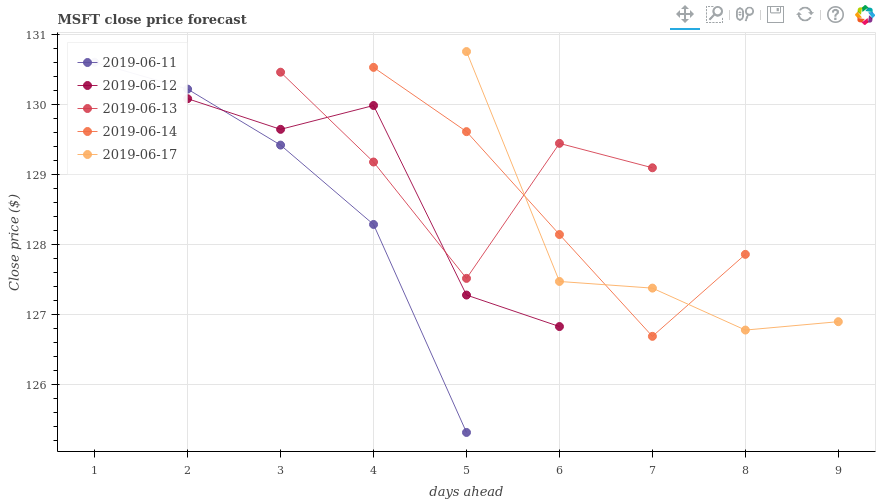 MSFT close price forecast
2019-06-11
2019-06-12
2019-06-13
2019-06-14
2019-06-17
Close price ($)
131
130
129
128
127
126
1 2 3 4 5 6 7 8 9
days ahead